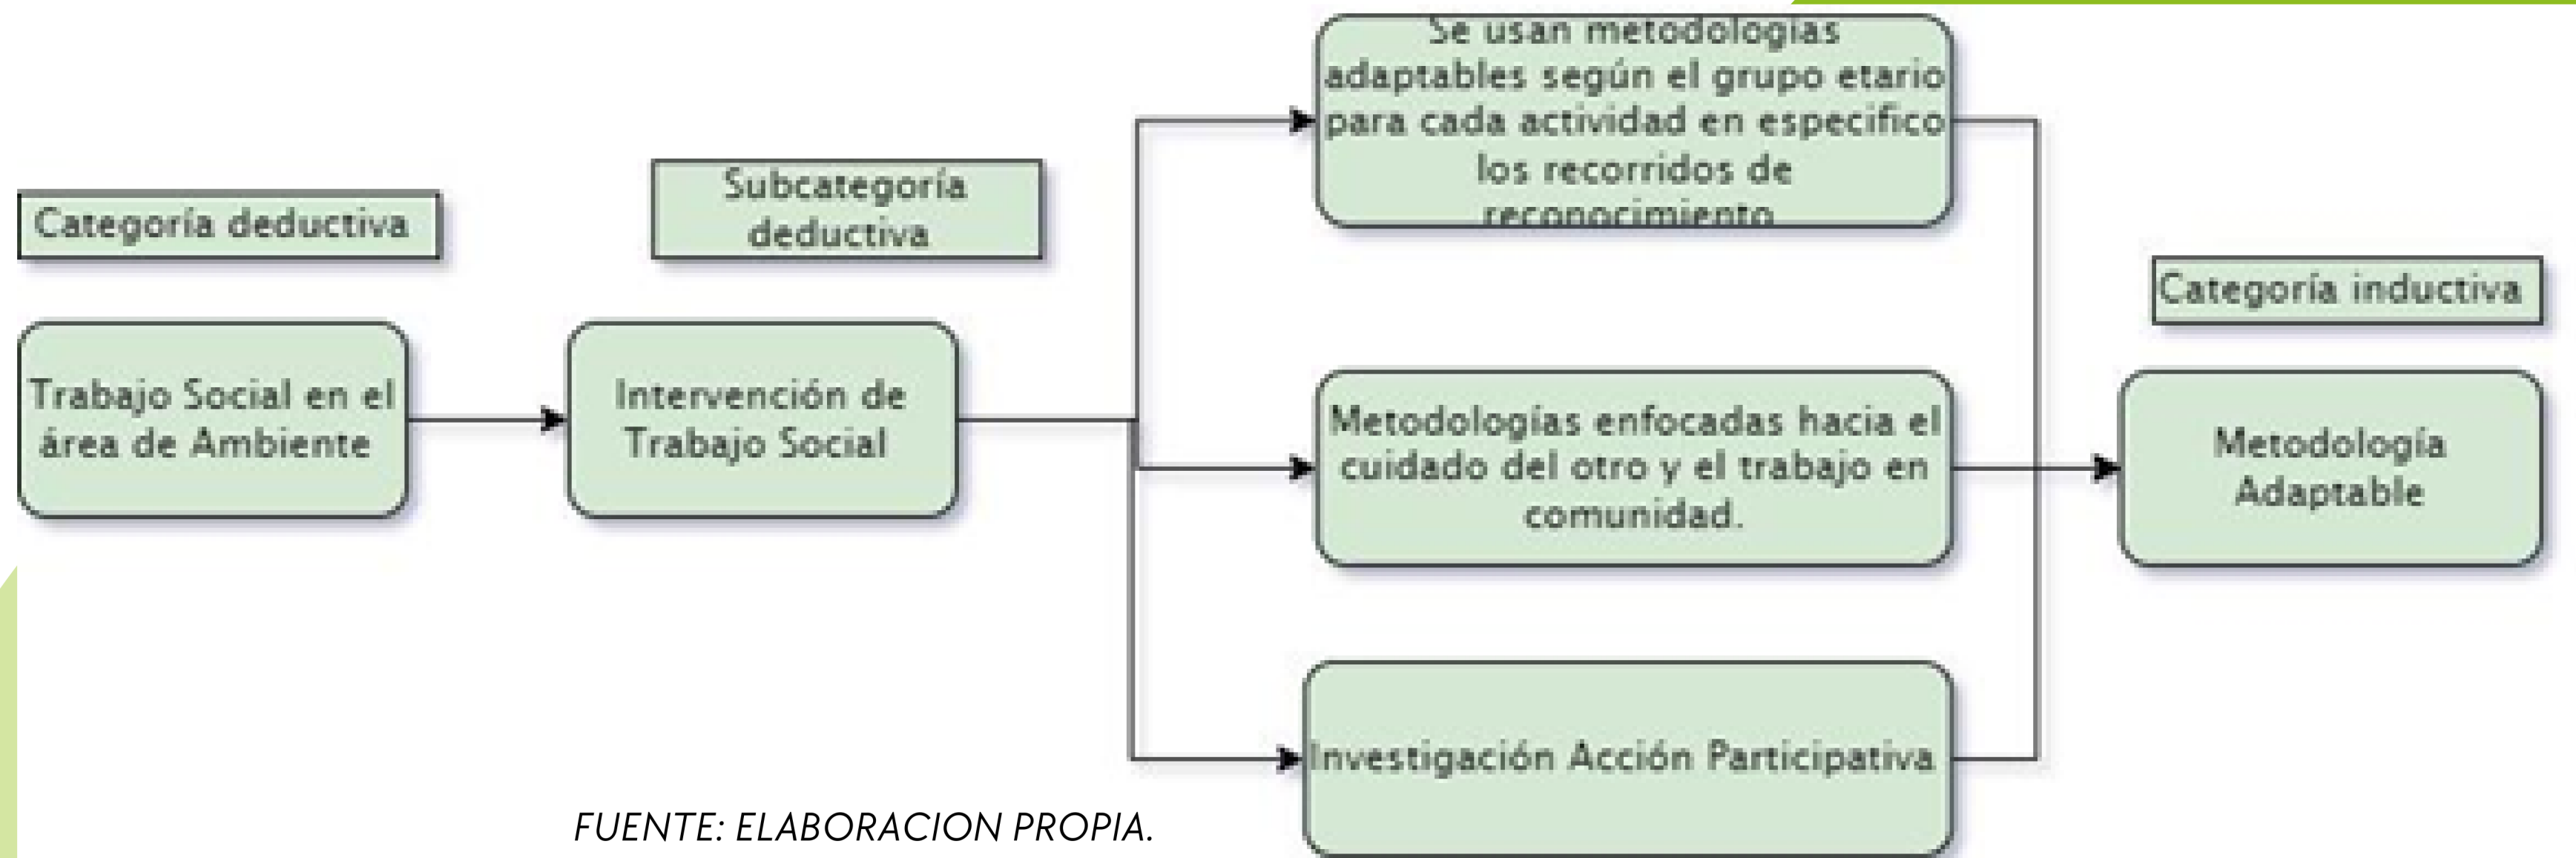 Categoría deductiva
Trabajo Social en el
área de Ambiente
Subcategoría
deductiva
Intervención de
Trabajo Social
Se usan metodologías
adaptables según el grupo etario
para cada actividad en especifico
los recorridos de
reconocimiento
Metodologías enfocadas hacia el
cuidado del otro y el trabajo en
comunidad.
Investigación Acción Participativa
Categoría inductiva
Metodología
Adaptable
FUENTE: ELABORACION PROPIA.